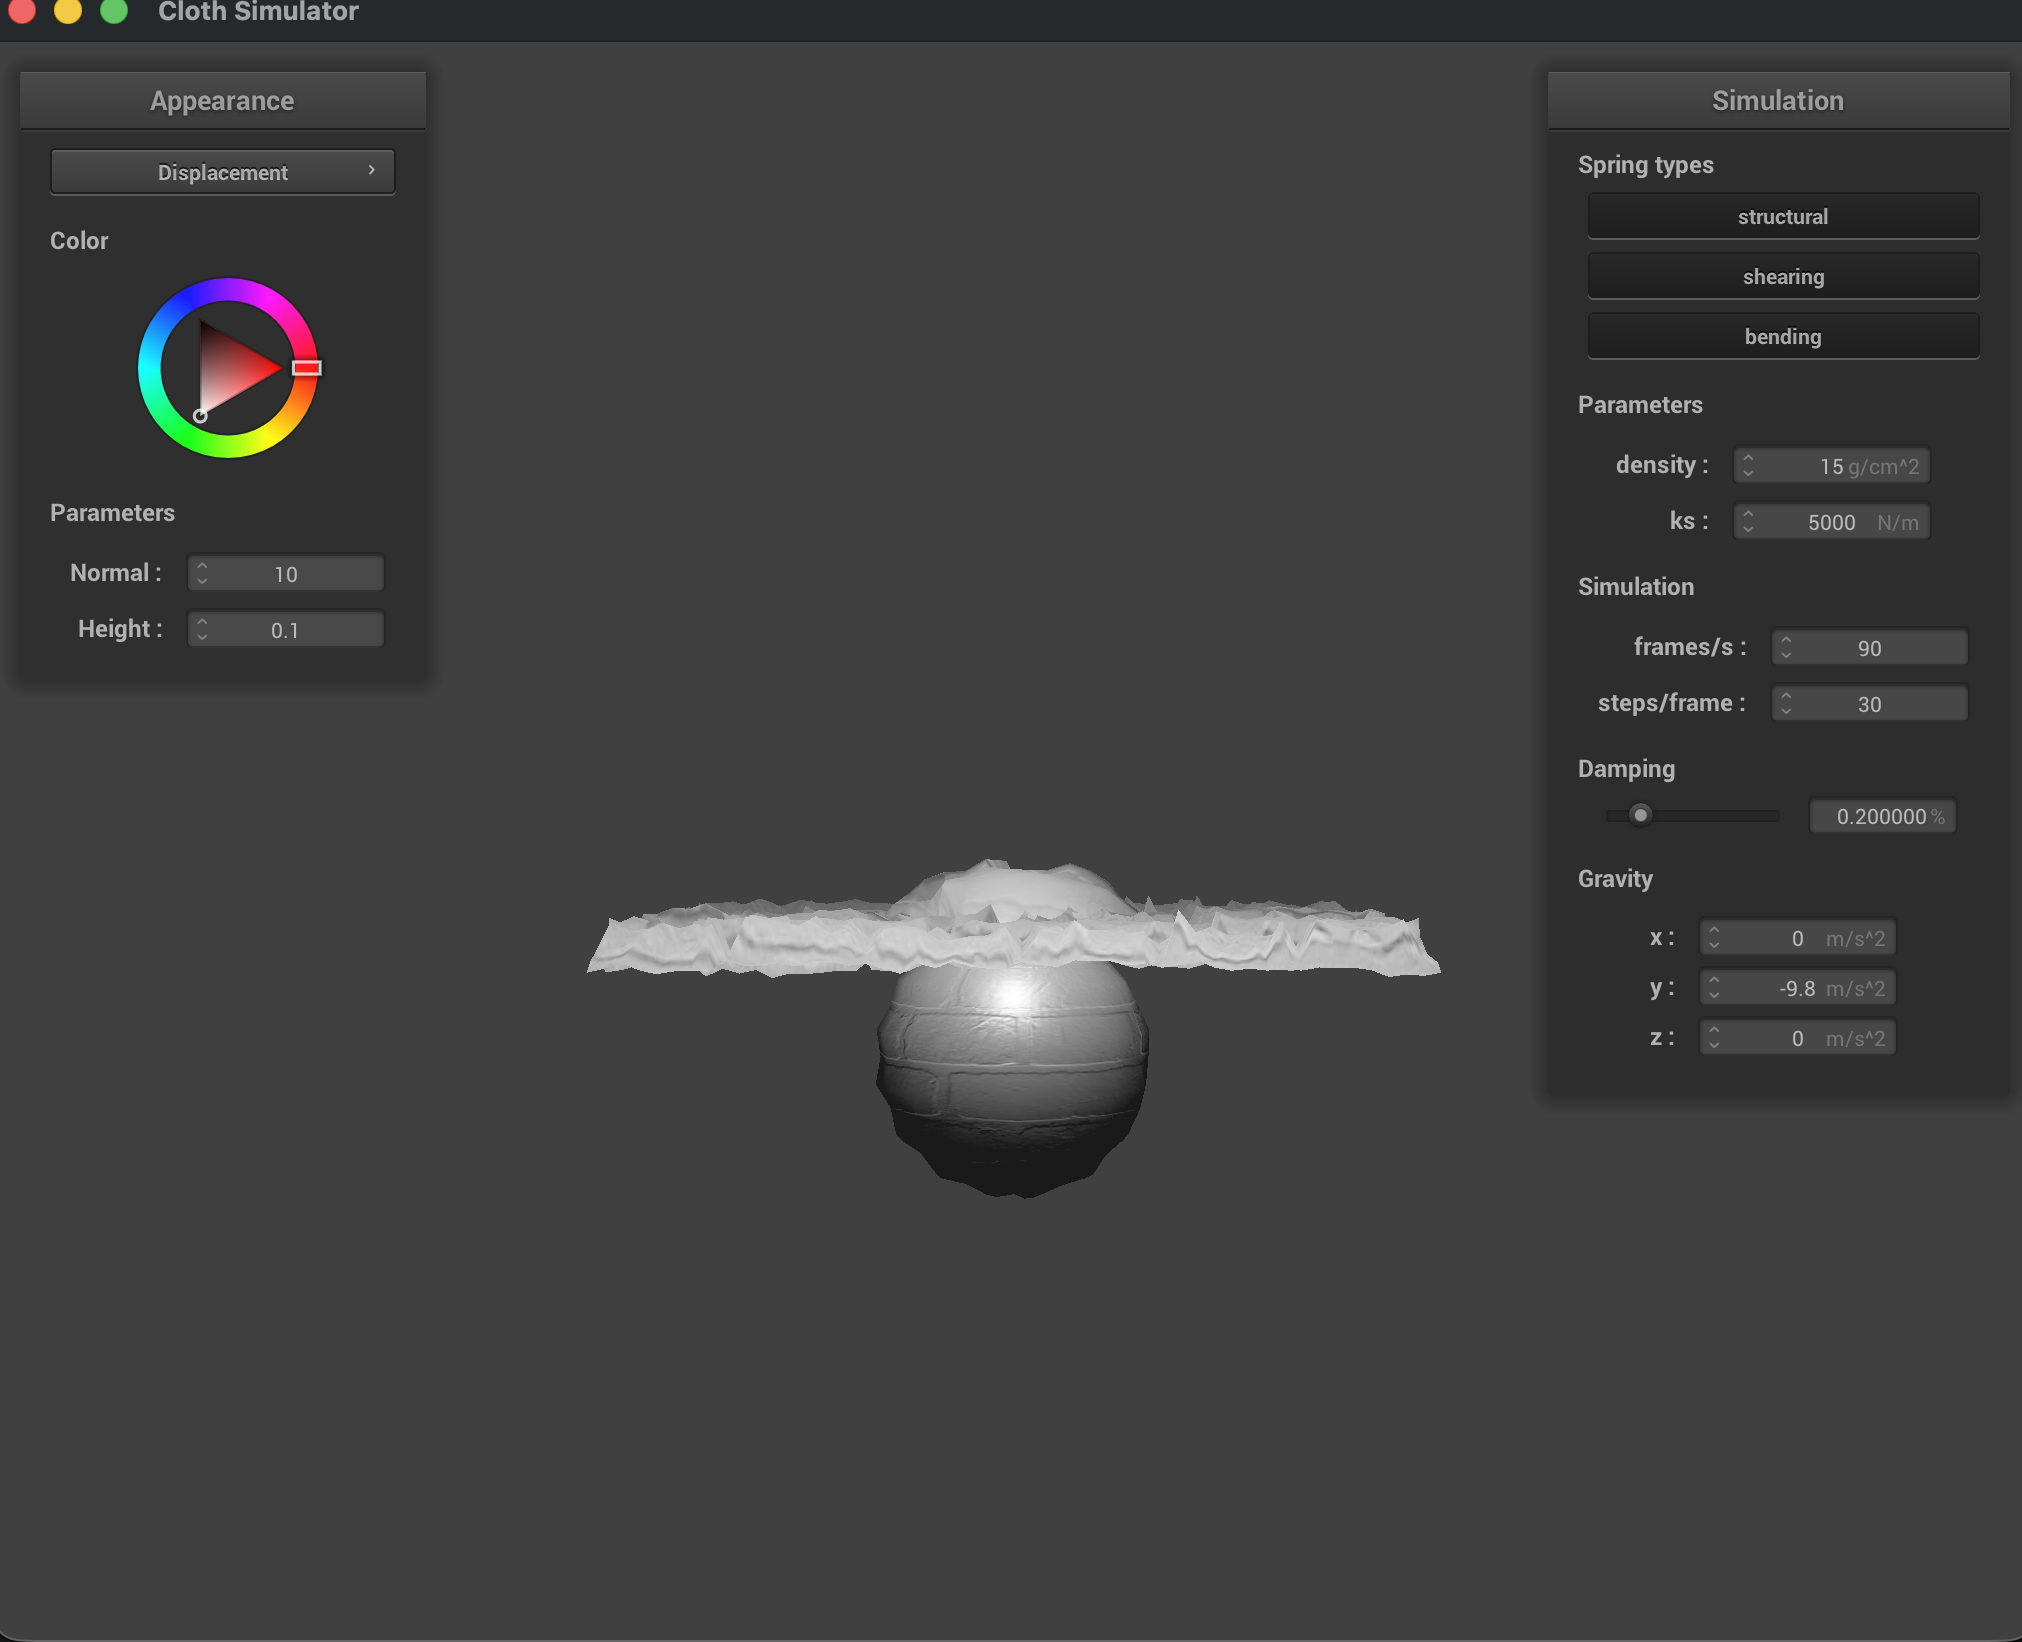 Cloth Simulator
Appearance
Displacement
Color
Parameters
Normal : 10
Height : 0.1
Simulation
Spring types
structural
shearing
bending
Parameters
density : 15 g/cm^2
ks : 5000 N/m
Simulation
frames/s : 90
steps/frame : 30
Damping
0.200000 %
Gravity
x : 0 m/s^2
y : -9.8 m/s^2
z : 0 m/s^2